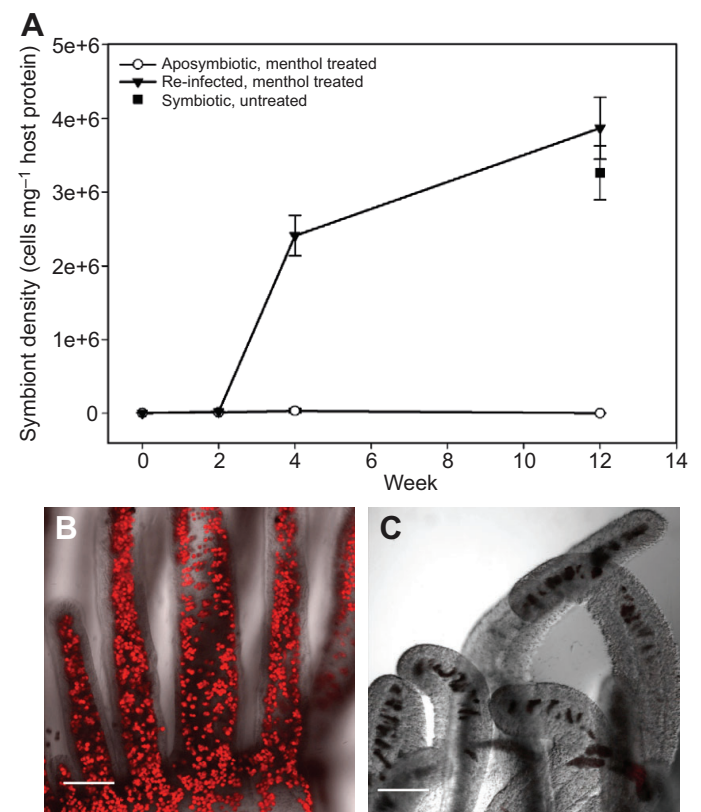 A
5e+6
4e+6
3e+6
2e+6
1e+6
0
Symbiont density (cells mg⁻¹ host protein)
Aposymbiotic, menthol treated
Re-infected, menthol treated
Symbiotic, untreated
0 2 4 6 8 10 12 14
Week
B
C